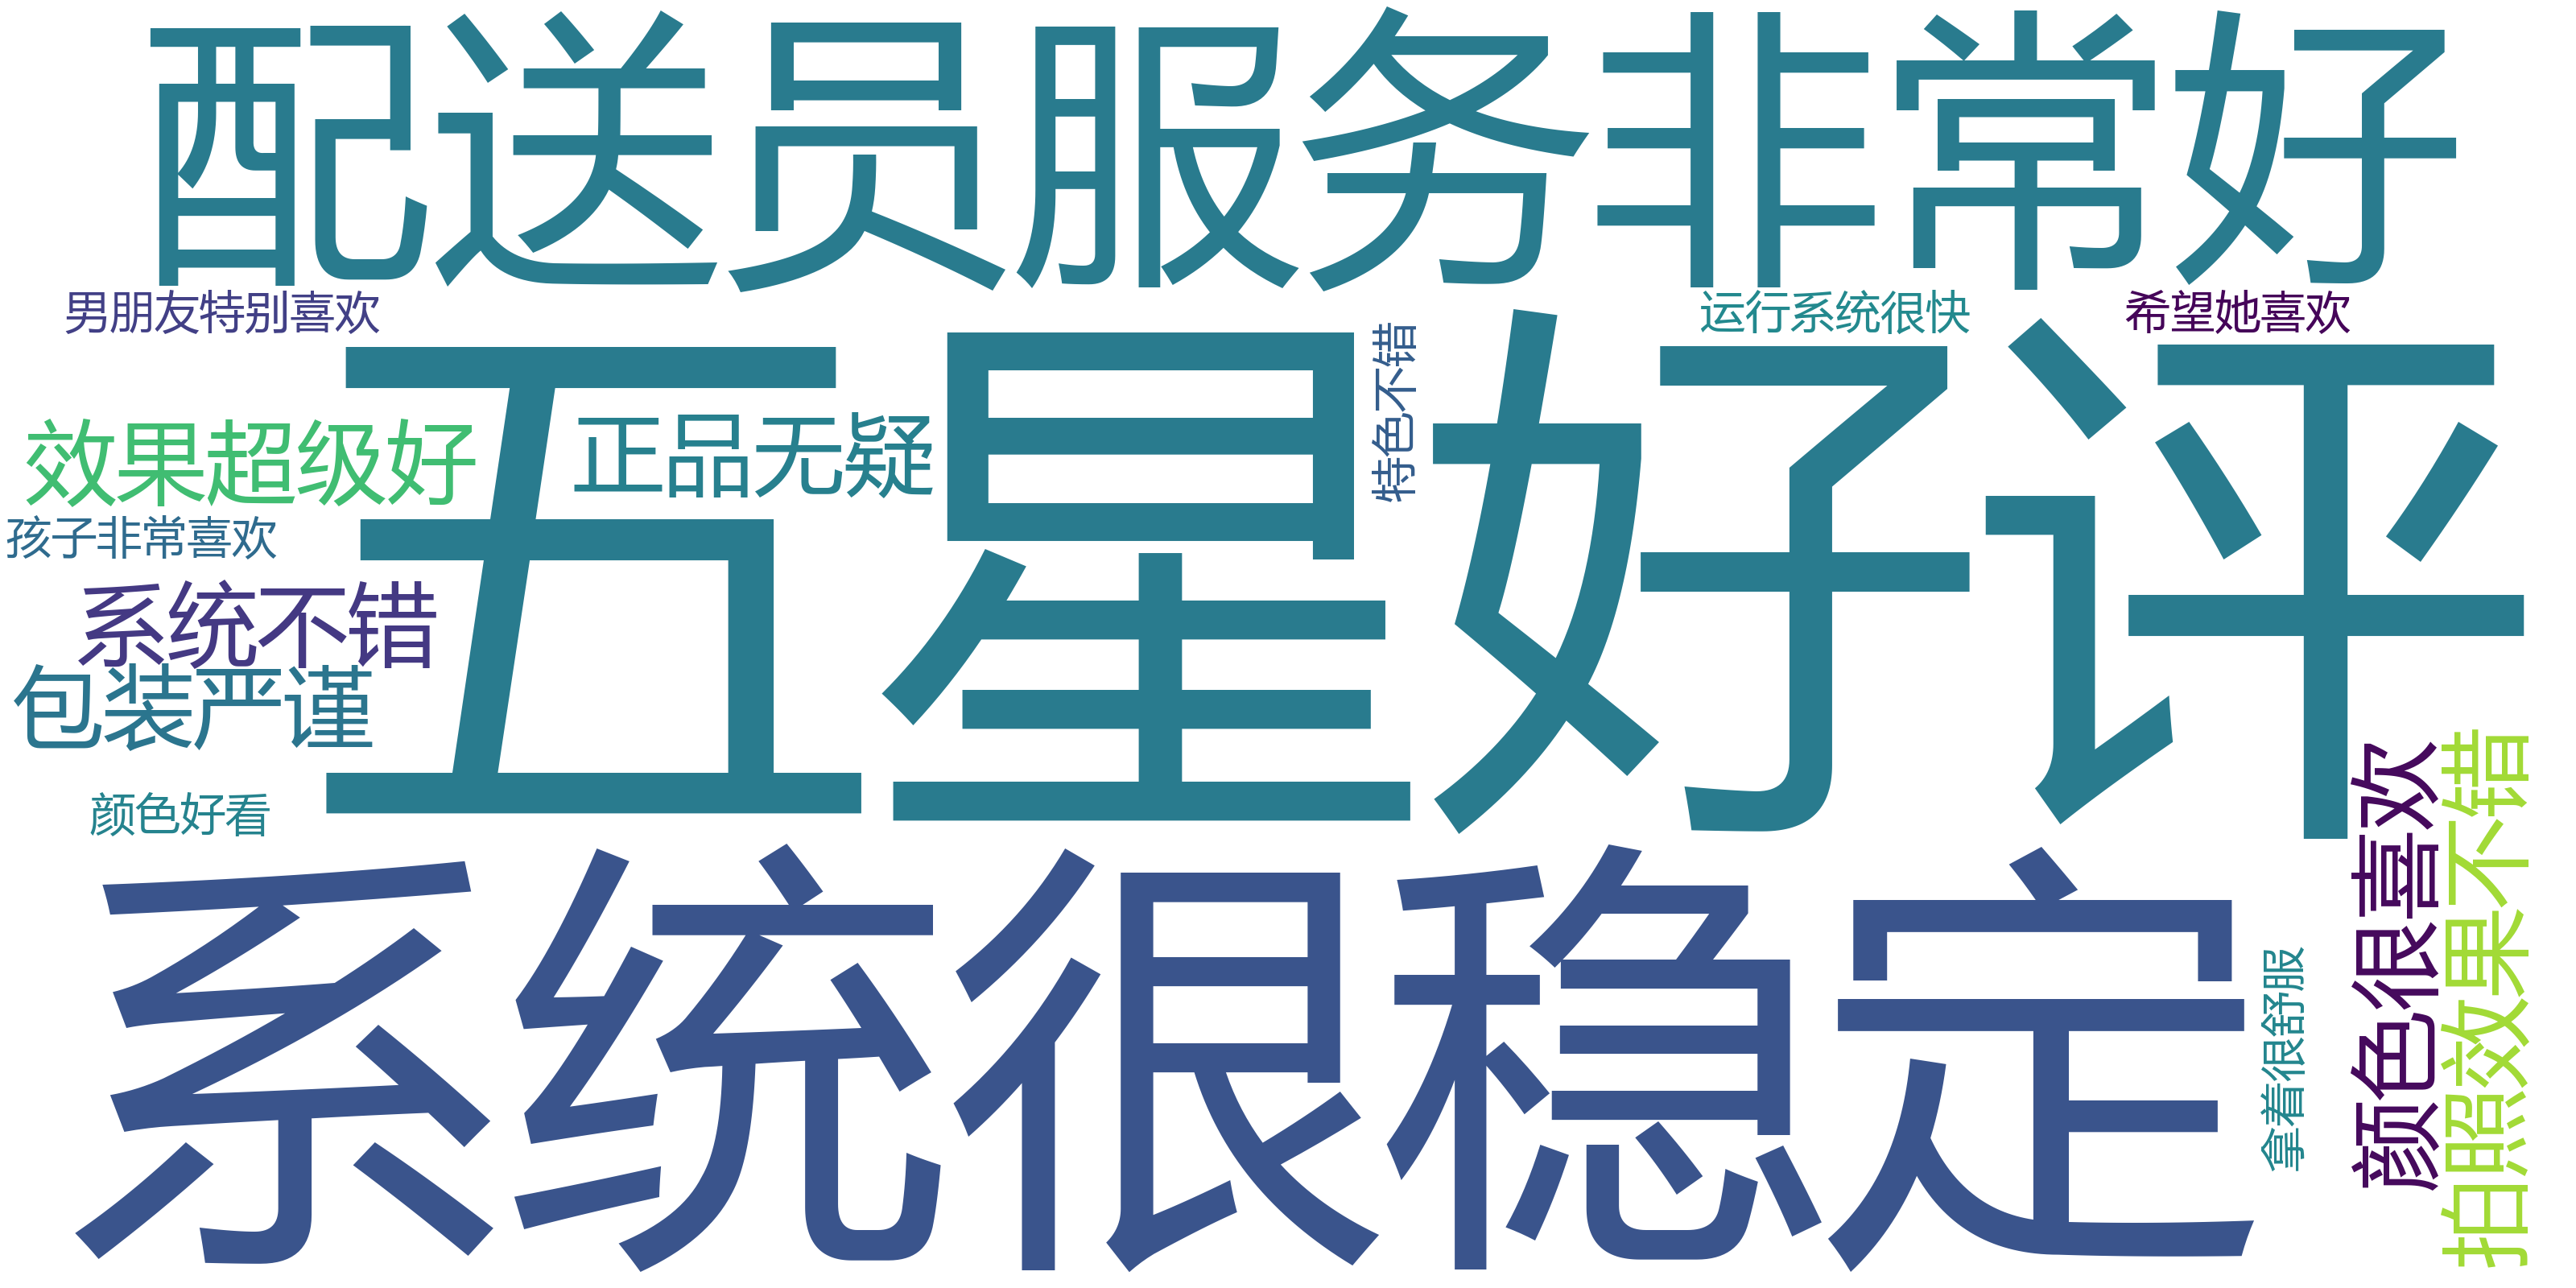 配送员服务非常好
男朋友特别喜欢
运行系统很快
希望她喜欢
五星好评
特色不错
效果超级好
正品无疑
孩子非常喜欢
系统不错
包装严谨
颜色好看
系统很稳定
拿着很舒服
颜色很喜欢
拍照效果不错